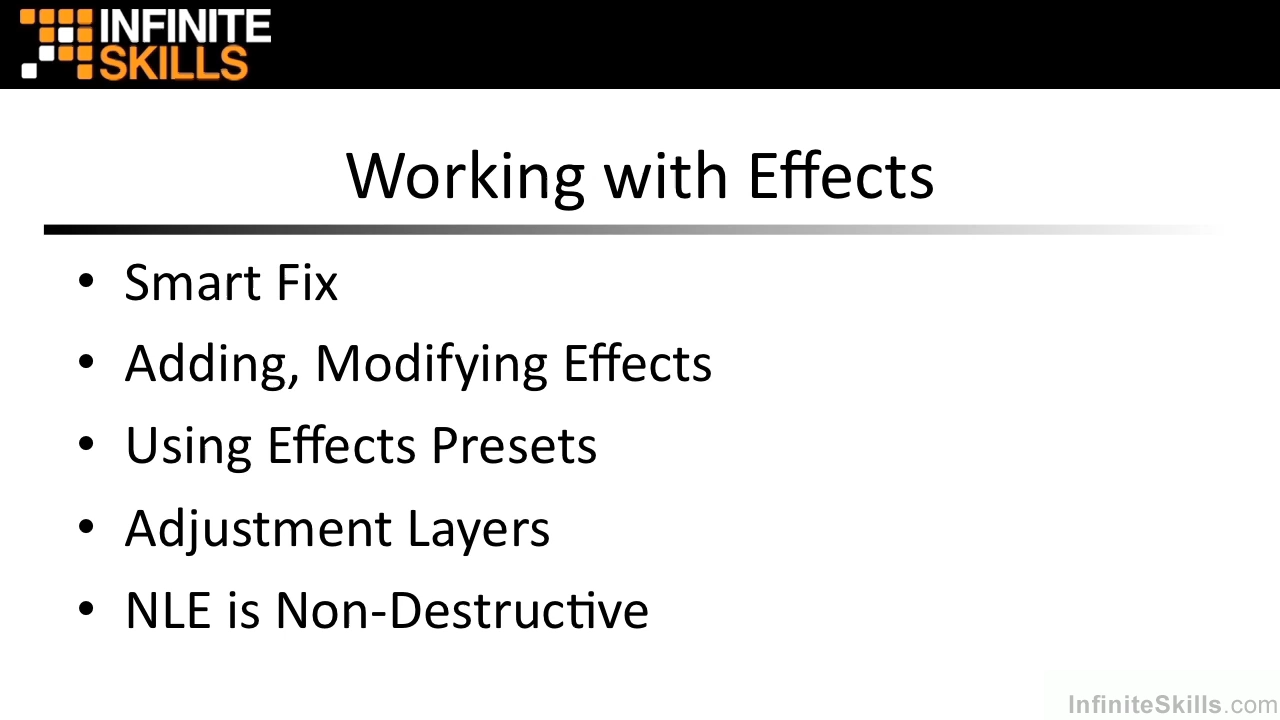 INFINITE
SKILLS
Working with Effects
• Smart Fix
• Adding, Modifying Effects
• Using Effects Presets
• Adjustment Layers
• NLE is Non-Destructive
InfiniteSkills.com